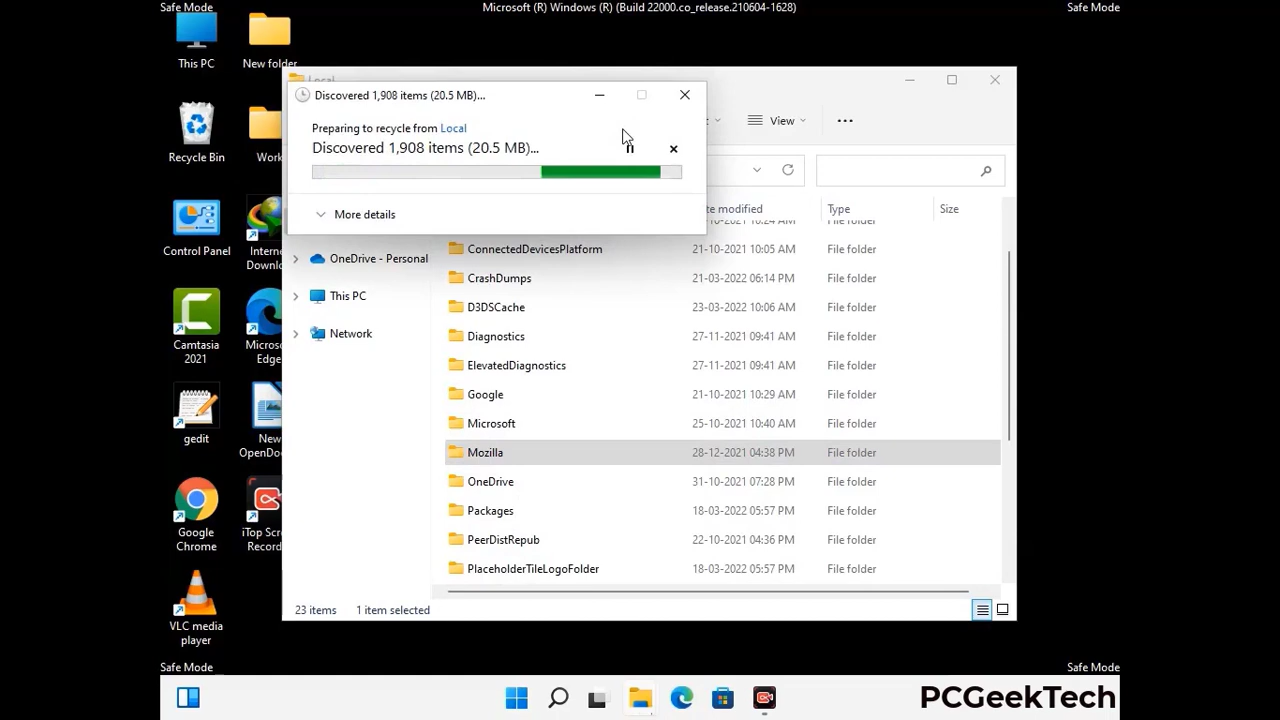 Safe Mode
Microsoft (R) Windows (R) (Build 22000.co_release.210604-1628)
Safe Mode
This PC
New folder
Recycle Bin
Work
Control Panel
Internet
Downlo
Camtasia
2021
Micros
Edge
gedit
New
OpenDoc
Google
Chrome
iTop Scr
Record
VLC media
player
Local
Discovered 1,908 items (20.5 MB)...
Preparing to recycle from Local
Discovered 1,908 items (20.5 MB)...
More details
View
te modified
Type
Size
File folder
OneDrive - Personal
This PC
Network
ConnectedDevicesPlatform 21-10-2021 10:05 AM File folder
CrashDumps 21-03-2022 06:14 PM File folder
D3DSCache 23-03-2022 10:06 AM File folder
Diagnostics 27-11-2021 09:41 AM File folder
ElevatedDiagnostics 27-11-2021 09:41 AM File folder
Google 21-10-2021 10:29 AM File folder
Microsoft 25-10-2021 10:40 AM File folder
Mozilla 28-12-2021 04:38 PM File folder
OneDrive 31-10-2021 07:28 PM File folder
Packages 18-03-2022 05:57 PM File folder
PeerDistRepub 22-10-2021 04:36 PM File folder
PlaceholderTileLogoFolder 18-03-2022 05:57 PM File folder
23 items
1 item selected
Safe Mode
Safe Mode
PCGeekTech